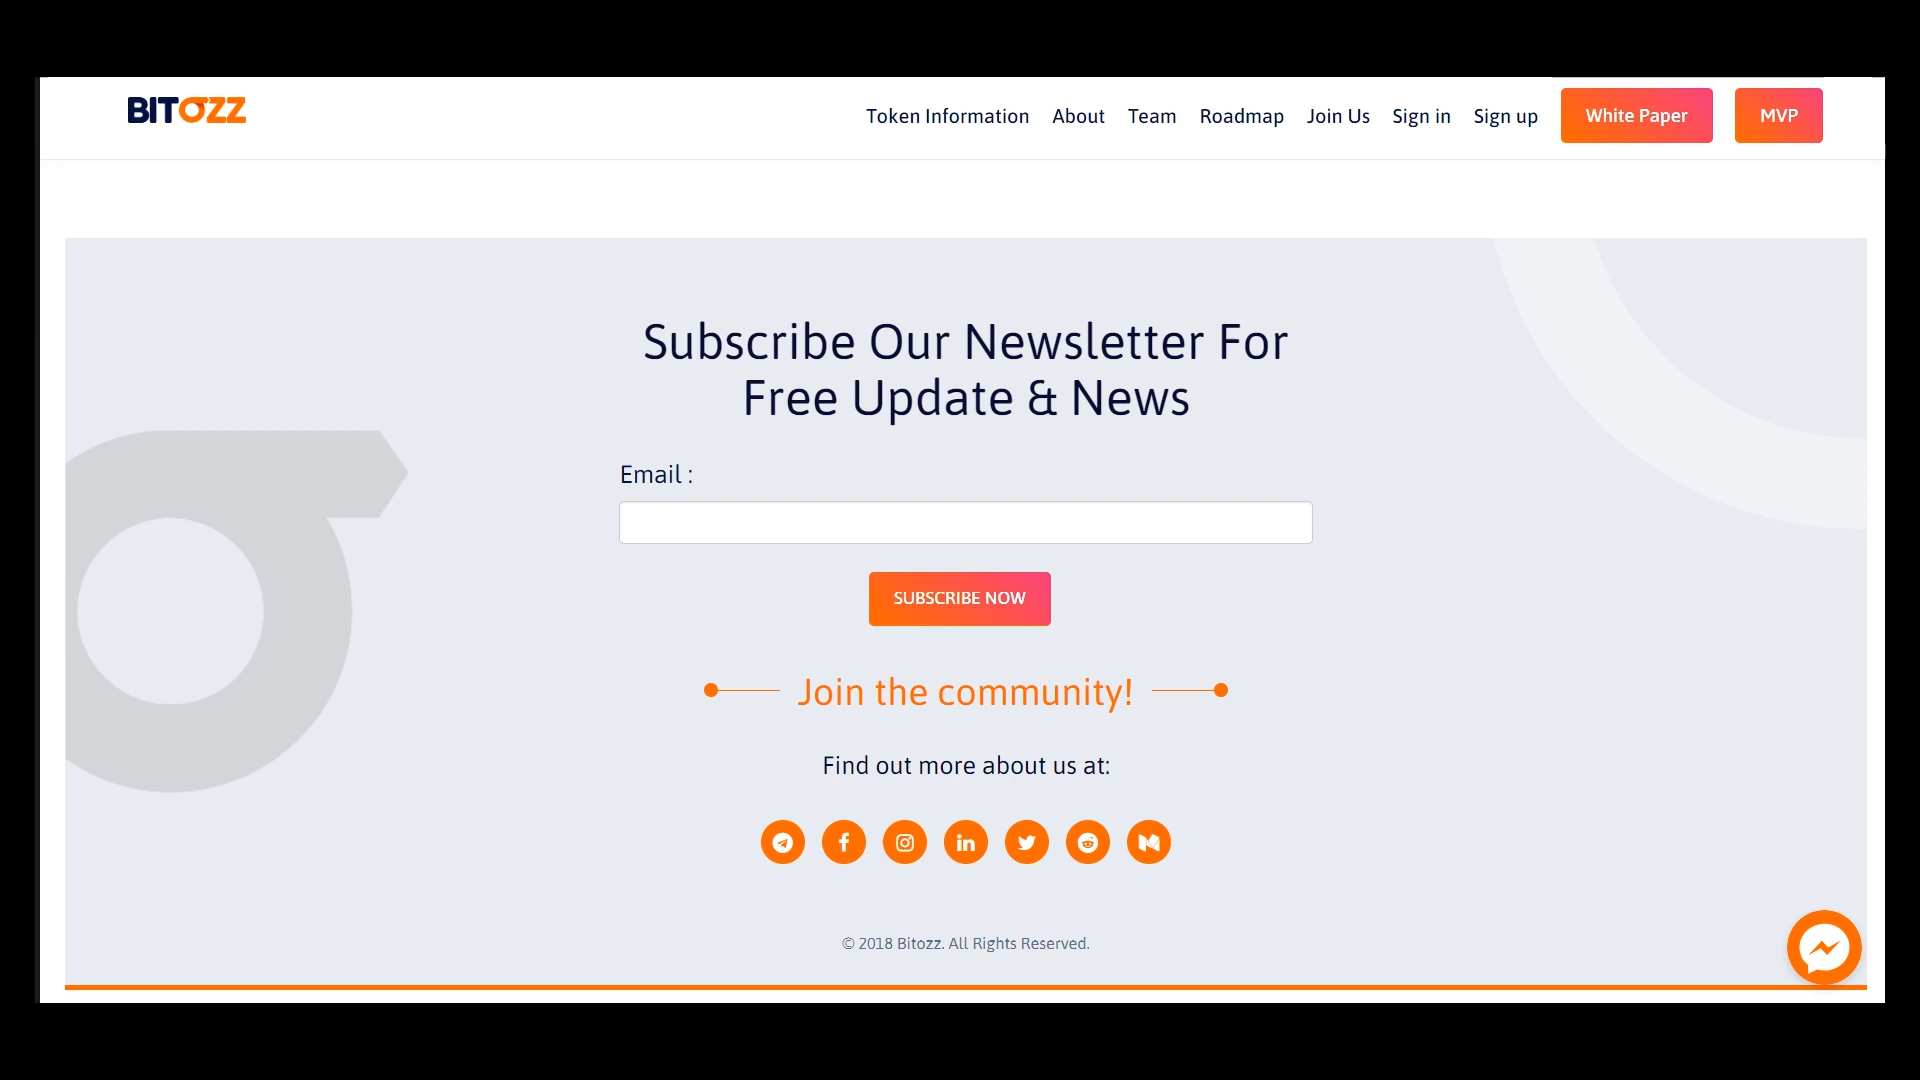 BITOZZ
Token Information About Team Roadmap Join Us Sign in Sign up White Paper MVP
Subscribe Our Newsletter For
Free Update & News
Email :
SUBSCRIBE NOW
Join the community!
Find out more about us at:
© 2018 Bitozz. All Rights Reserved.